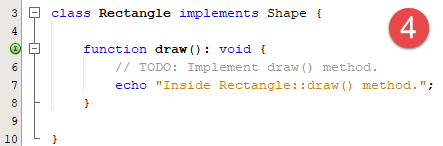 3 class Rectangle implements Shape {
4
5 function draw(): void {
6 // TODO: Implement draw() method.
7 echo "Inside Rectangle::draw() method.";
8 }
9
10 }
4